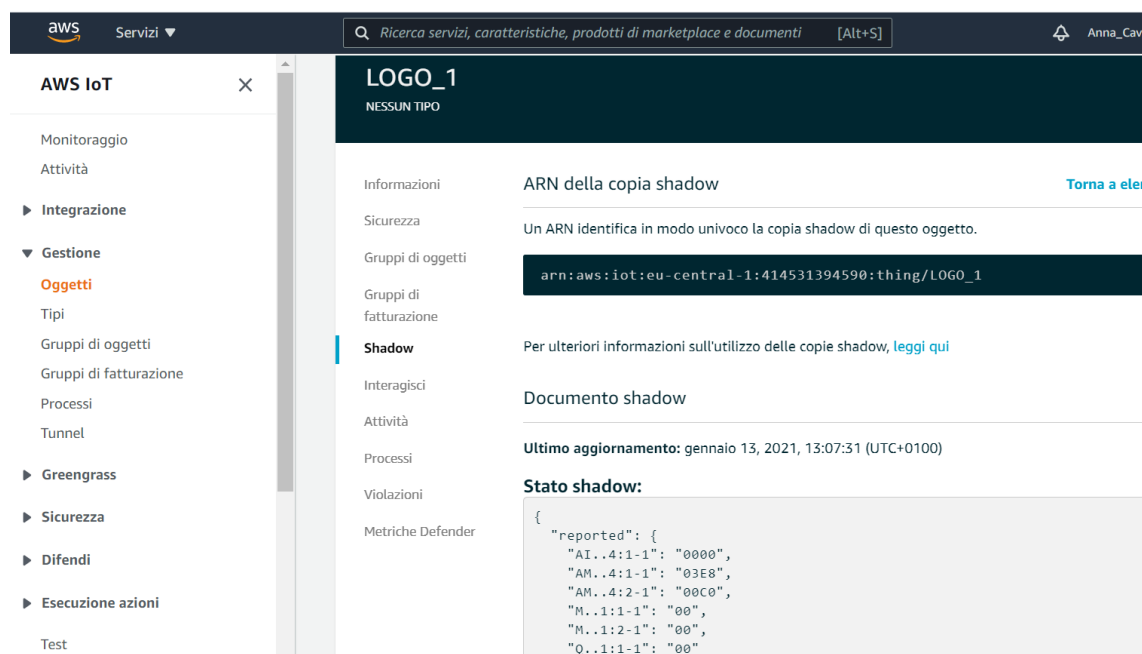 aws
Servizi ▼
Ricerca servizi, caratteristiche, prodotti di marketplace e documenti [Alt+S]
Anna_Cav
AWS IoT
Monitoraggio
Attività
Integrazione
Gestione
Oggetti
Tipi
Gruppi di oggetti
Gruppi di fatturazione
Processi
Tunnel
Greengrass
Sicurezza
Difendi
Esecuzione azioni
Test
LOGO_1
NESSUN TIPO
Informazioni
Sicurezza
Gruppi di oggetti
Gruppi di
fatturazione
Shadow
Interagisci
Attività
Processi
Violazioni
Metriche Defender
ARN della copia shadow
Torna a ele
Un ARN identifica in modo univoco la copia shadow di questo oggetto.
arn:aws:iot:eu-central-1:414531394590:thing/LOGO_1
Per ulteriori informazioni sull'utilizzo delle copie shadow, leggi qui
Documento shadow
Ultimo aggiornamento: gennaio 13, 2021, 13:07:31 (UTC+0100)
Stato shadow:
{
"reported": {
"AI..4:1-1": "0000",
"AM..4:1-1": "03E8",
"AM..4:2-1": "00C0",
"M..1:1-1": "00",
"M..1:2-1": "00",
"Q..1:1-1": "00"